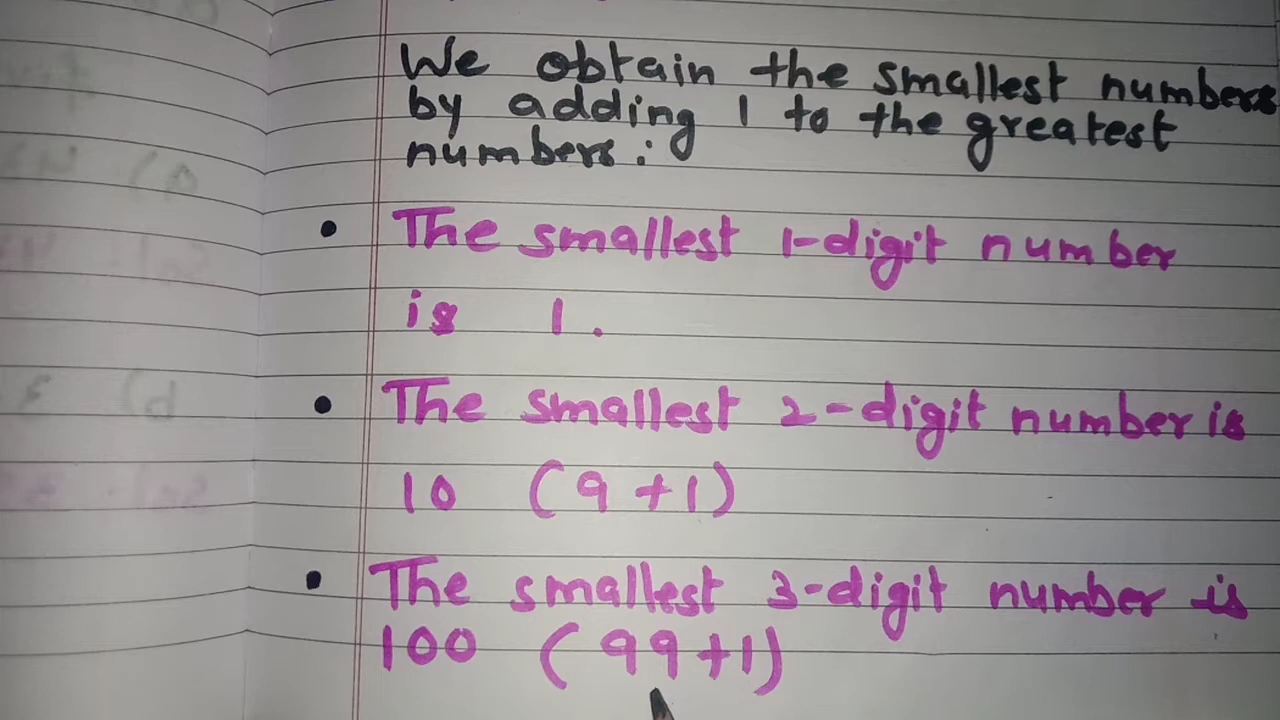 We obtain the smallest numbers
by adding 1 to the greatest
numbers:
• The smallest 1-digit number
is 1.
• The smallest 2-digit number is
10 (9+1)
• The smallest 3-digit number is
100 (99+1)